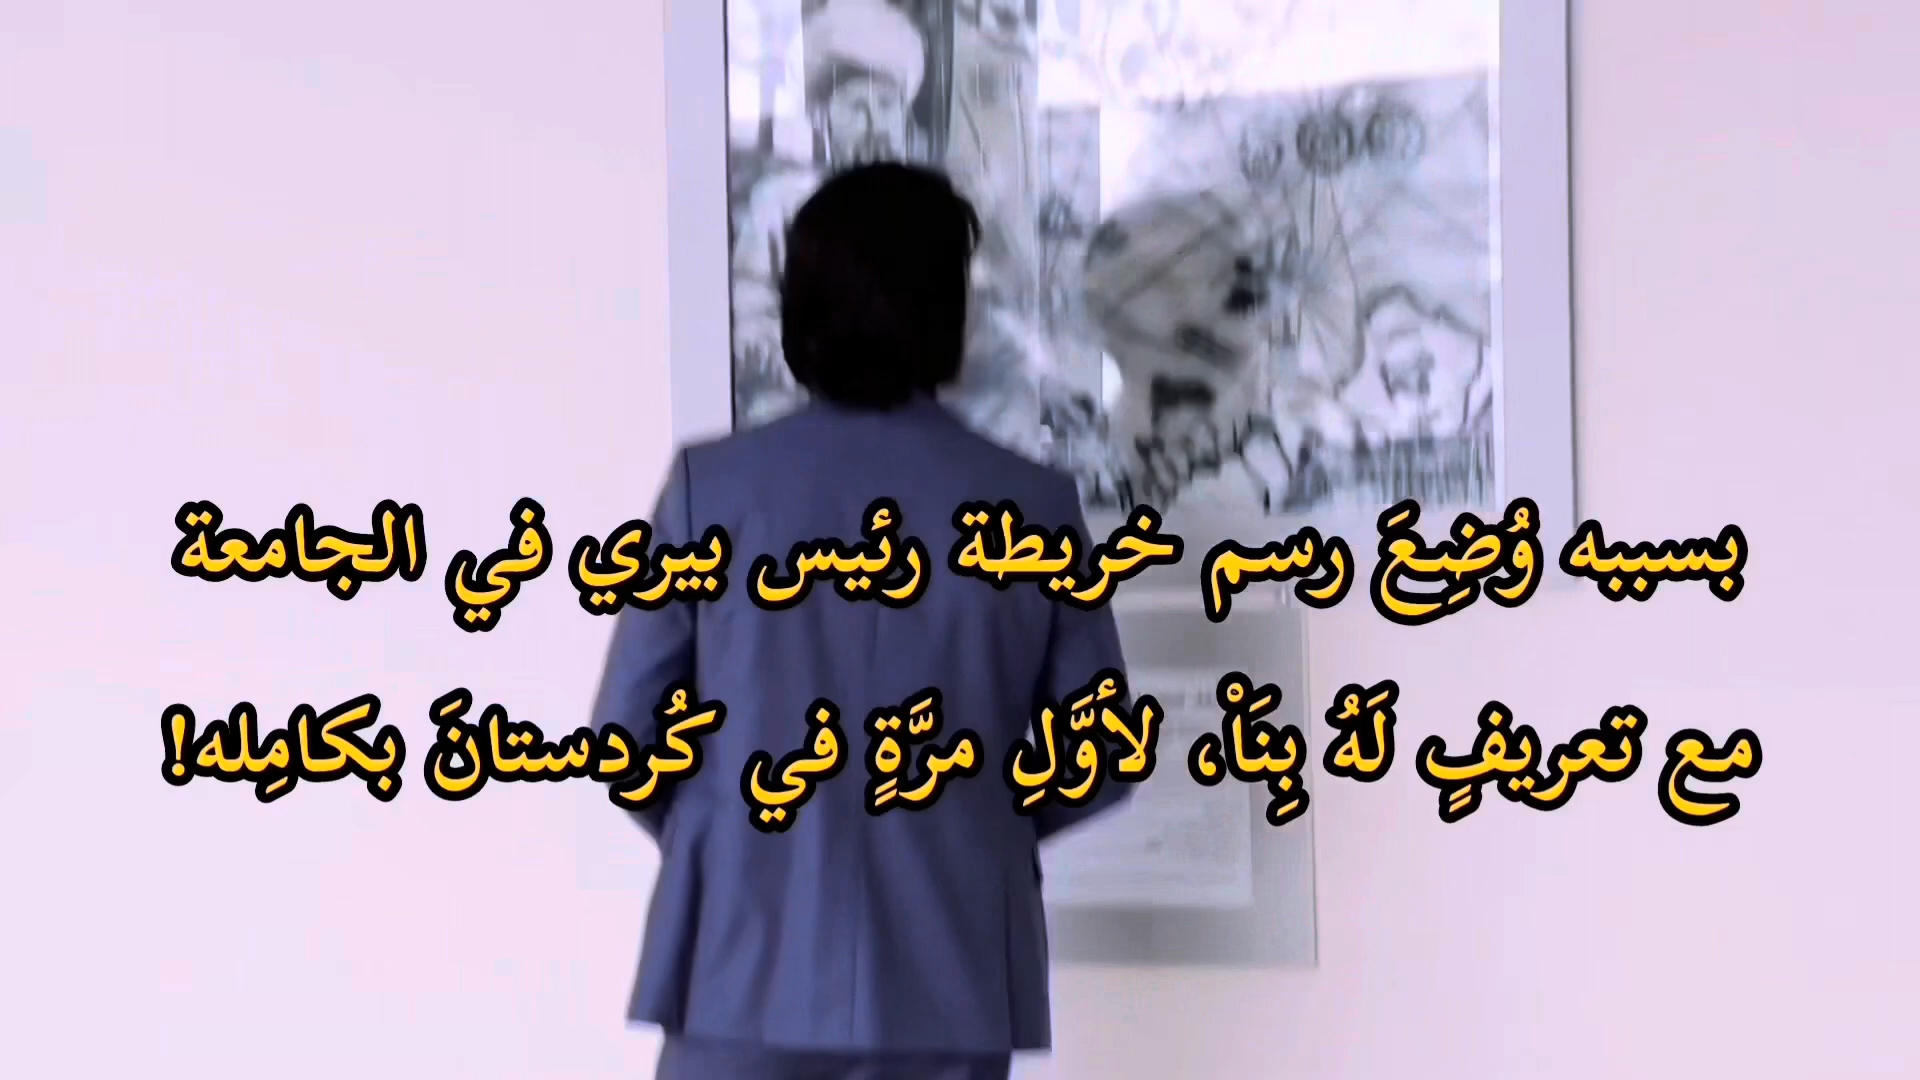 بسببه وُضِعَ رسم خريطة رئيس بيري في الجامعة
مع تعريفٍ لَهُ بِنَاْ، لأوَّلِ مرَّةٍ في كُردستانَ بكامِله!